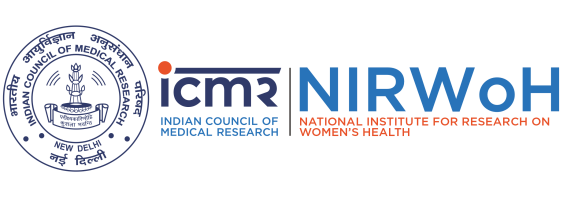 भारतीय आयुर्विज्ञान अनुसंधान परिषद
INDIAN COUNCIL OF MEDICAL RESEARCH
NEW DELHI
नई दिल्ली
icmr
INDIAN COUNCIL OF
MEDICAL RESEARCH
NIRWoH
NATIONAL INSTITUTE FOR RESEARCH ON
WOMEN'S HEALTH